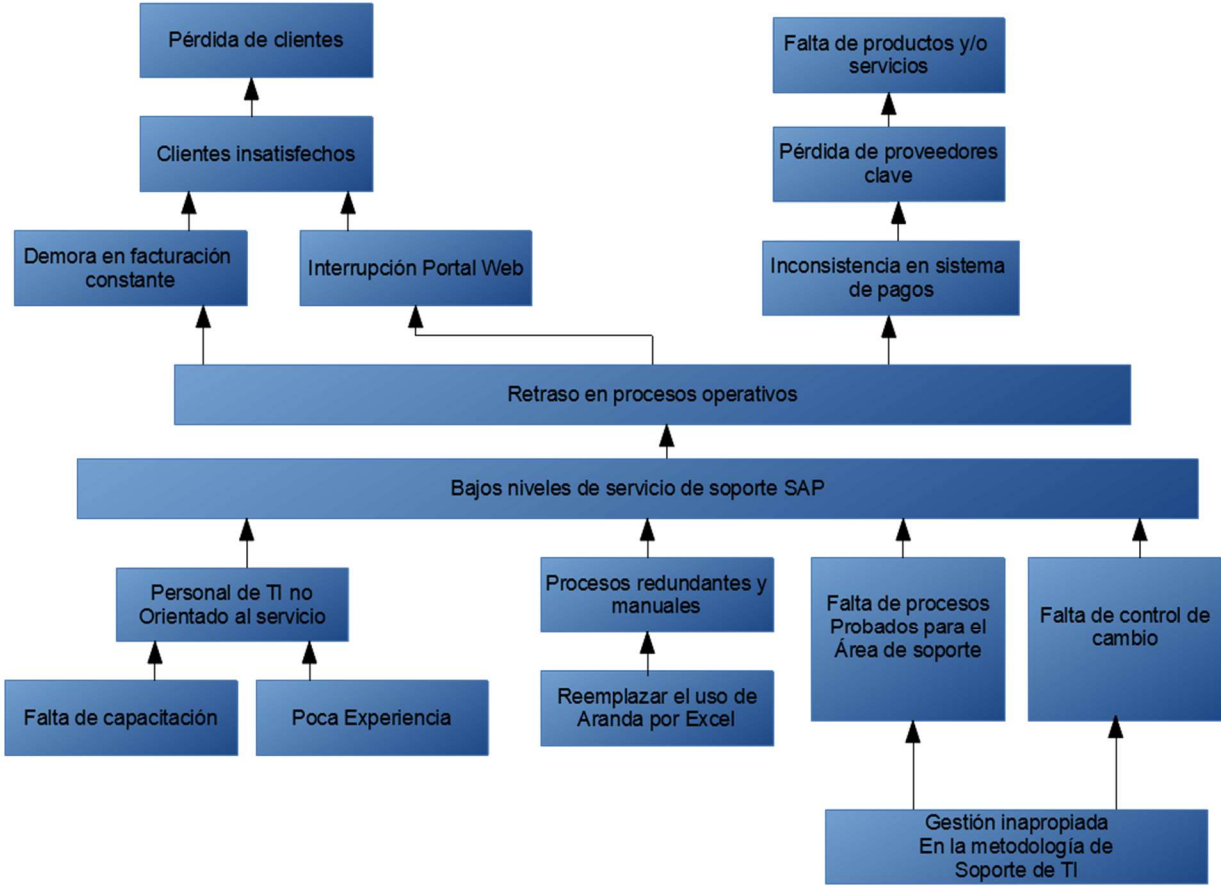 Pérdida de clientes
Falta de productos y/o
servicios
Clientes insatisfechos
Pérdida de proveedores
clave
Demora en facturación
constante
Interrupción Portal Web
Inconsistencia en sistema
de pagos
Retraso en procesos operativos
Bajos niveles de servicio de soporte SAP
Personal de TI no
Orientado al servicio
Procesos redundantes y
manuales
Falta de procesos
Probados para el
Área de soporte
Falta de control de
cambio
Falta de capacitación
Poca Experiencia
Reemplazar el uso de
Aranda por Excel
Gestión inapropiada
En la metodología de
Soporte de TI